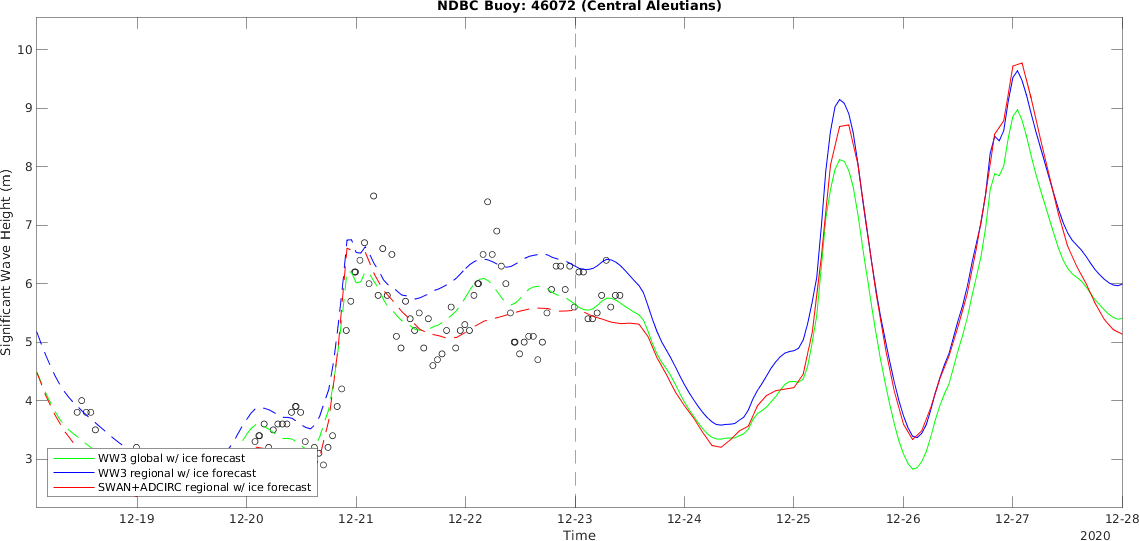 NDBC Buoy: 46072 (Central Aleutians)
Significant Wave Height (m)
10
9
8
7
6
5
4
3
WW3 global w/ ice forecast
WW3 regional w/ ice forecast
SWAN+ADCIRC regional w/ ice forecast
12-19 12-20 12-21 12-22 12-23 12-24 12-25 12-26 12-27 12-28
Time
2020